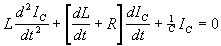 L d²I_C/dt² + [dL/dt + R] dI_C/dt + 1/C I_C = 0